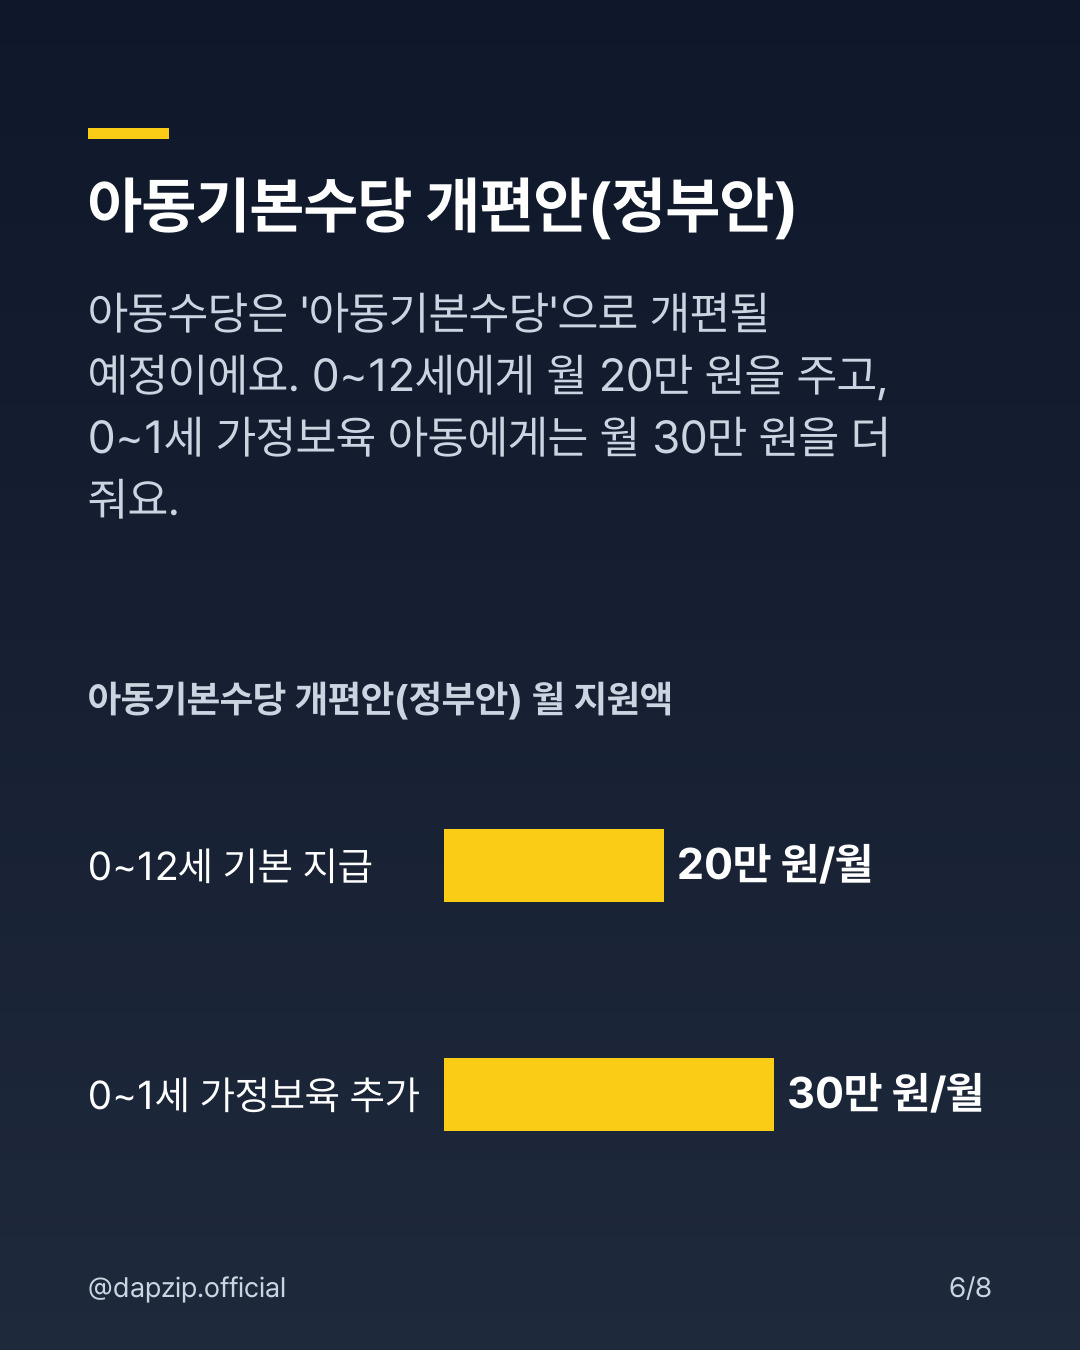 아동기본수당 개편안(정부안)
아동수당은 '아동기본수당'으로 개편될
예정이에요. 0~12세에게 월 20만 원을 주고,
0~1세 가정보육 아동에게는 월 30만 원을 더
줘요.
아동기본수당 개편안(정부안) 월 지원액
0~12세 기본 지급 20만 원/월
0~1세 가정보육 추가 30만 원/월
@dapzip.official 6/8